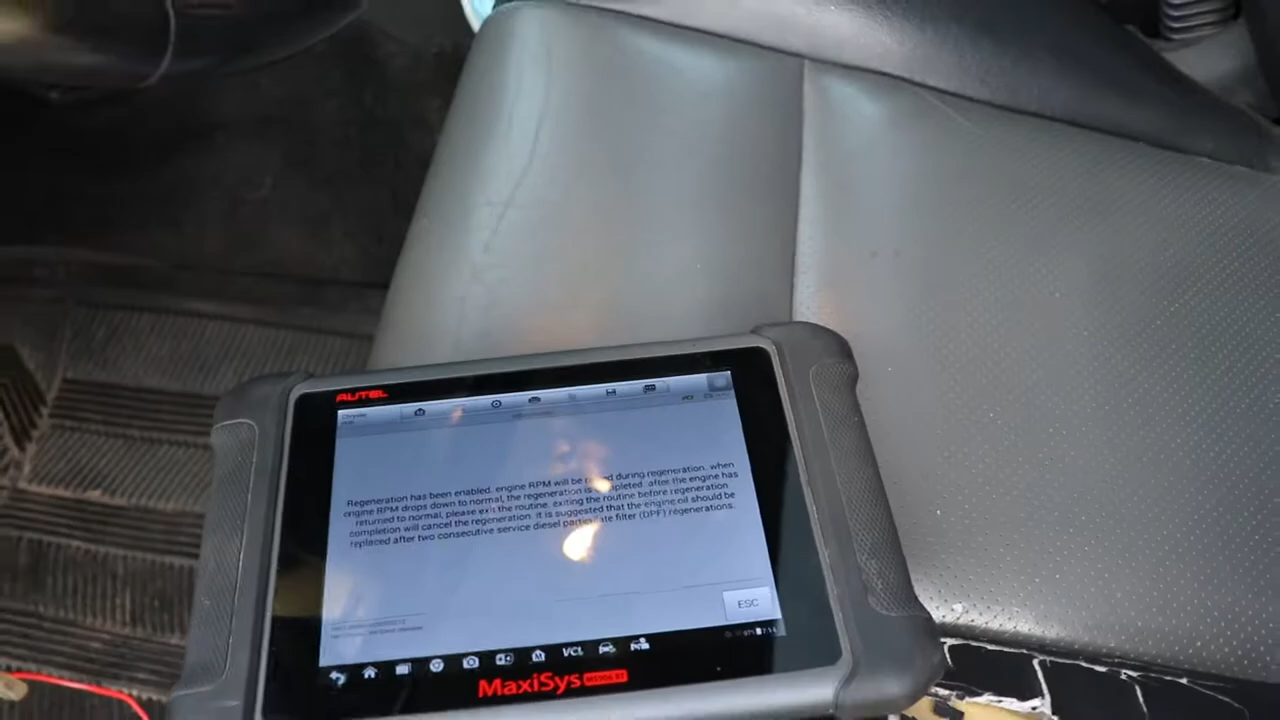 AUTEL
Chrysler
Regeneration has been enabled, engine RPM will be during regeneration. when
engine RPM drops down to normal, the regeneration is completed. after the engine has
returned to normal, please exit the routine. exiting the routine before regeneration
completion will cancel the regeneration. it is suggested that the engine oil should be
replaced after two consecutive service diesel particulate filter (DPF) regenerations.
ESC
VCI
MaxiSys MS906 BT